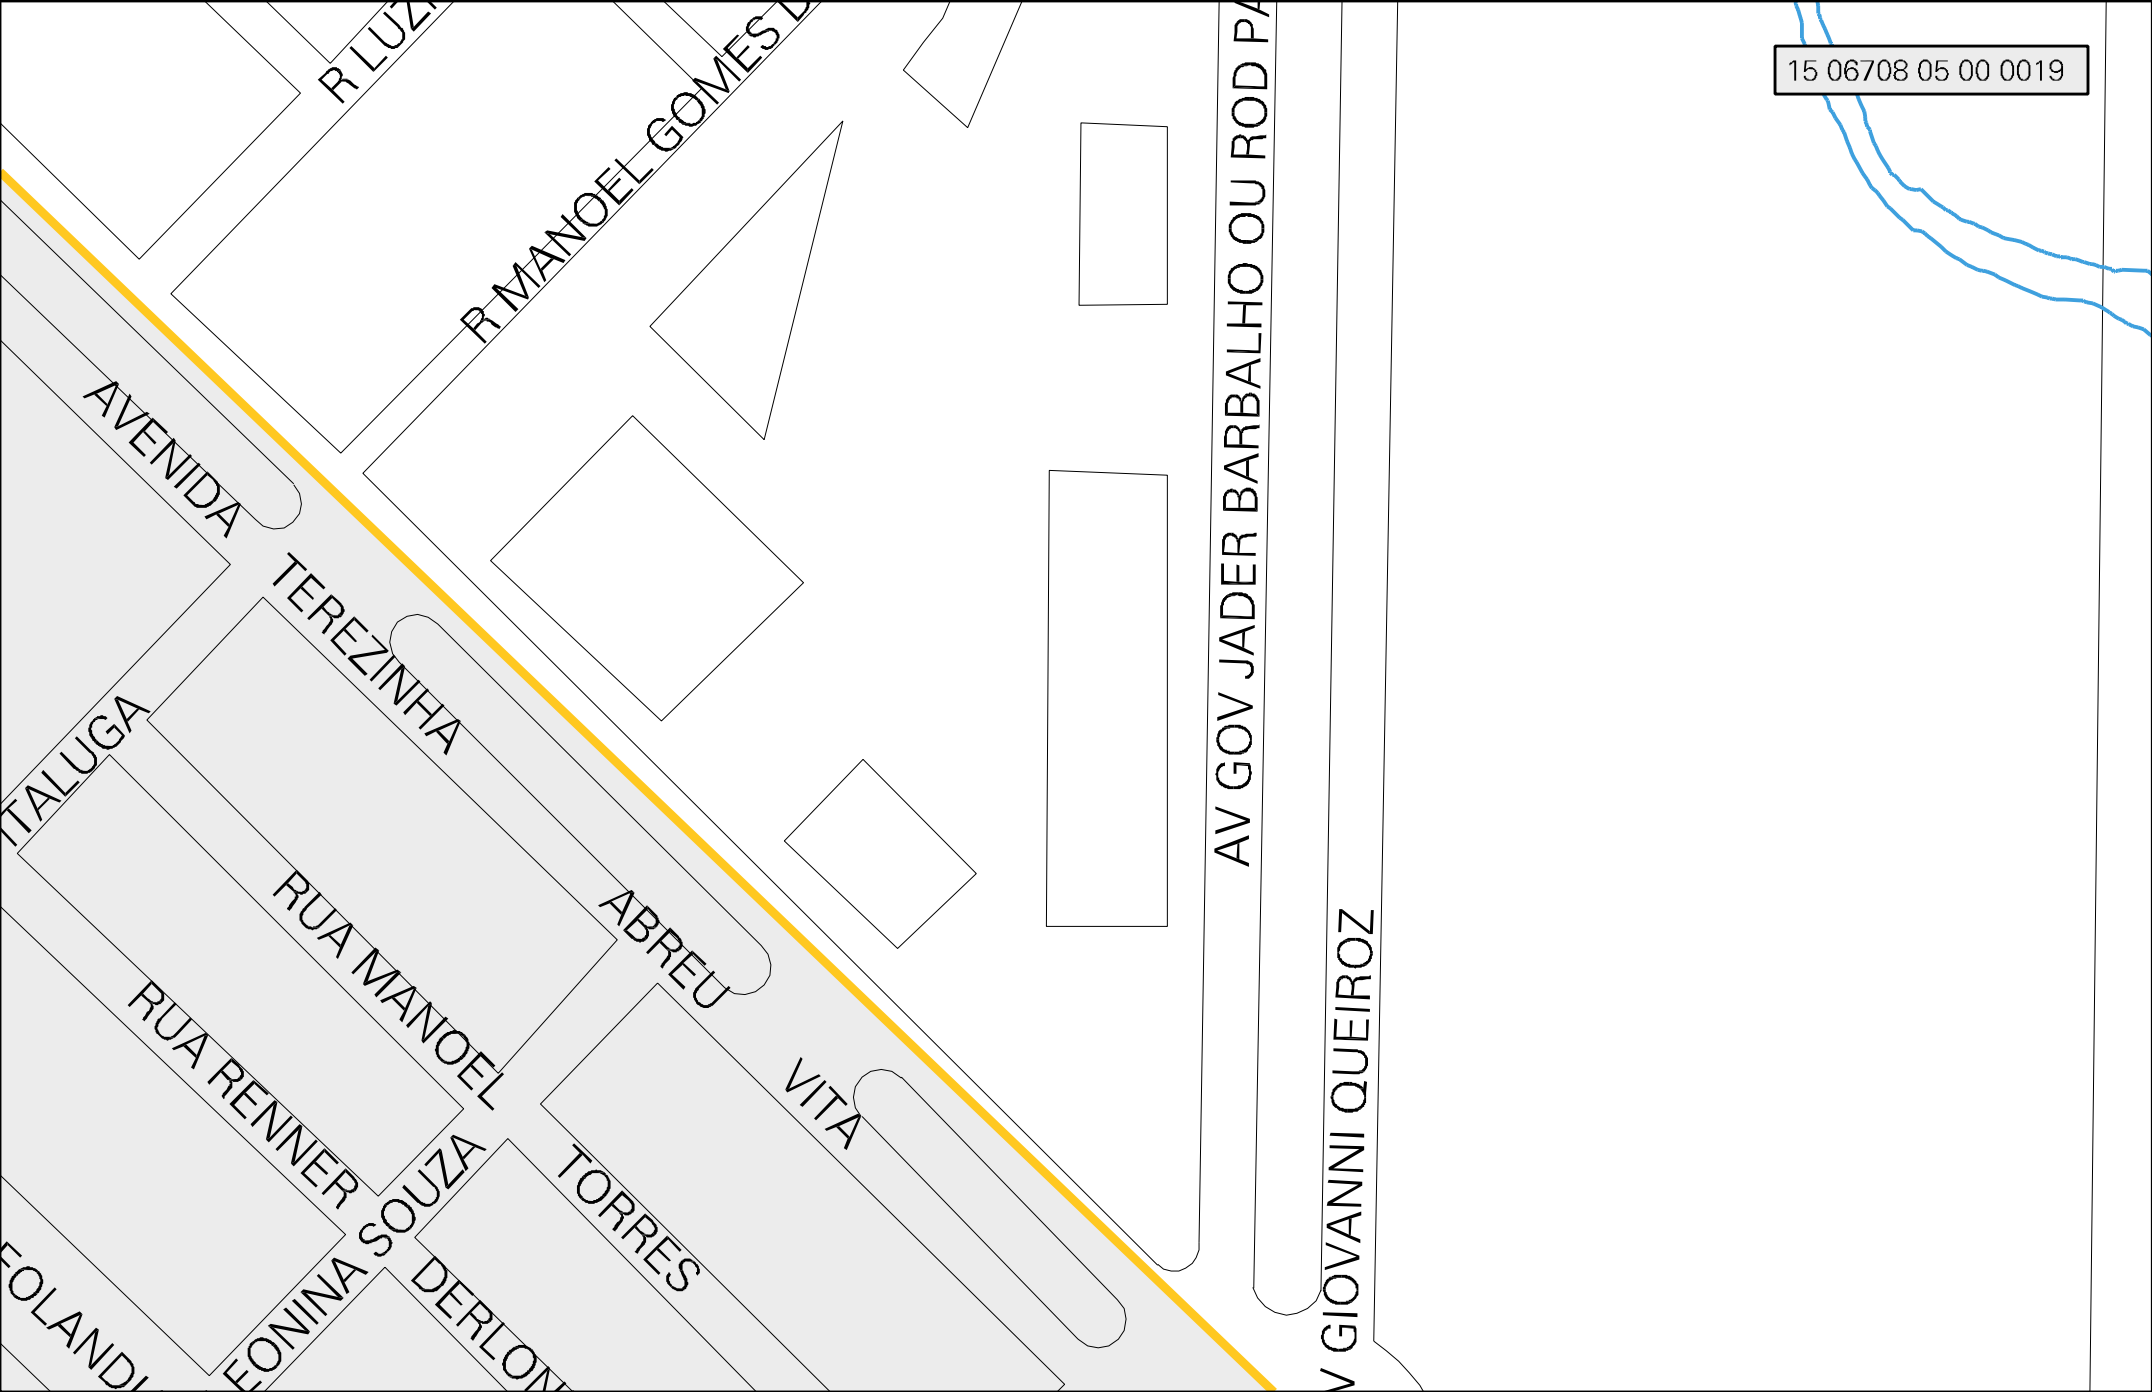 R LUZ
R MANOEL GOMES D
15 06708 05 00 0019
AV GOV JADER BARBALHO OU ROD PA
AVENIDA TEREZINHA ABREU VITA
ITALUGA
RUA MANOEL TORRES
RUA RENNER DERLON
EONINA SOUZA
V GIOVANNI QUEIROZ